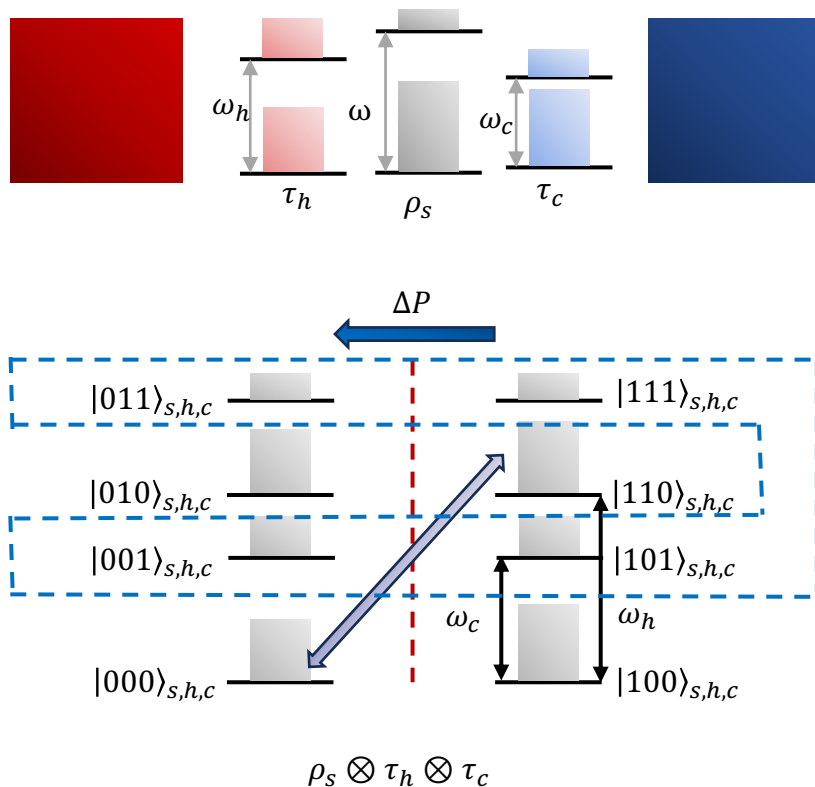 ω_h
ω
ω_c
τ_h
ρ_s
τ_c
ΔP
|011⟩_{s,h,c}
|111⟩_{s,h,c}
|010⟩_{s,h,c}
|110⟩_{s,h,c}
|001⟩_{s,h,c}
|101⟩_{s,h,c}
ω_c
ω_h
|000⟩_{s,h,c}
|100⟩_{s,h,c}
ρ_s ⊗ τ_h ⊗ τ_c